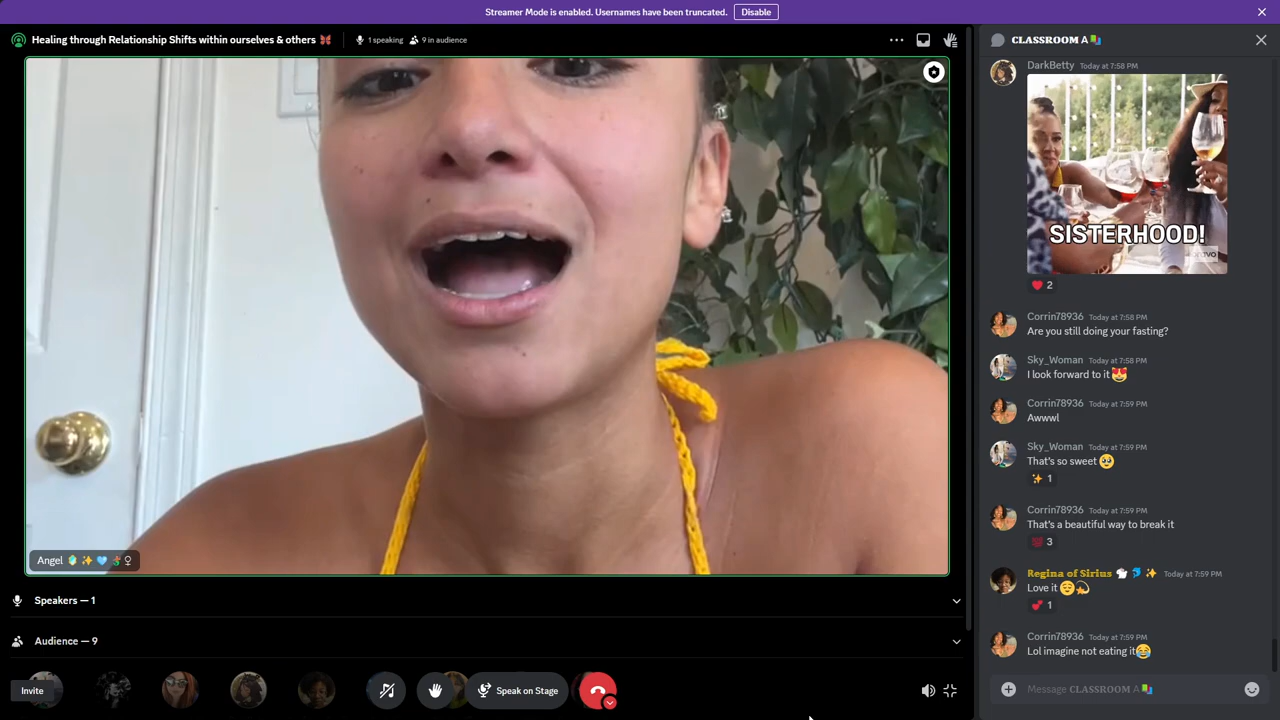 Streamer Mode is enabled. Usernames have been truncated.
Disable
Healing through Relationship Shifts within ourselves & others
1 speaking
9 in audience
Angel
Speakers — 1
Audience — 9
Invite
Speak on Stage
CLASSROOM A
DarkBetty Today at 7:58 PM
SISTERHOOD!
bravo
2
Corrin78936 Today at 7:58 PM
Are you still doing your fasting?
Sky_Woman Today at 7:58 PM
I look forward to it
Corrin78936 Today at 7:59 PM
Awwwl
Sky_Woman Today at 7:59 PM
That's so sweet
1
Corrin78936 Today at 7:59 PM
That's a beautiful way to break it
3
Regina of Sirius Today at 7:59 PM
Love it
1
Corrin78936 Today at 7:59 PM
Lol imagine not eating it
Message CLASSROOM A